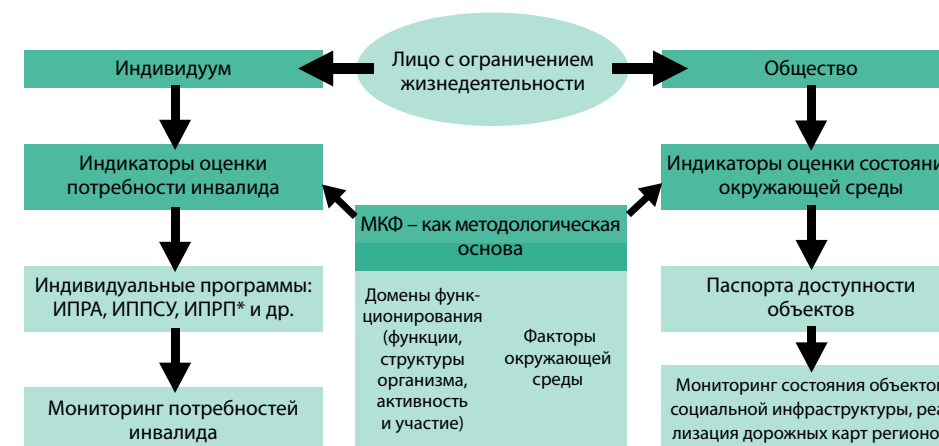 Лицо с ограничением
жизнедеятельности
Индивидуум
Общество
Индикаторы оценки
потребности инвалида
Индикаторы оценки состояни
окружающей среды
МКФ – как методологическая
основа
Индивидуальные программы:
ИПРА, ИППСУ, ИПРП* и др.
Домены функ-
ционирования
(функции,
структуры
организма,
активность
и участие)
Факторы
окружающей
среды
Паспорта доступности
объектов
Мониторинг потребностей
инвалида
Мониторинг состояния объектов
социальной инфраструктуры, реа
лизация дорожных карт регионо